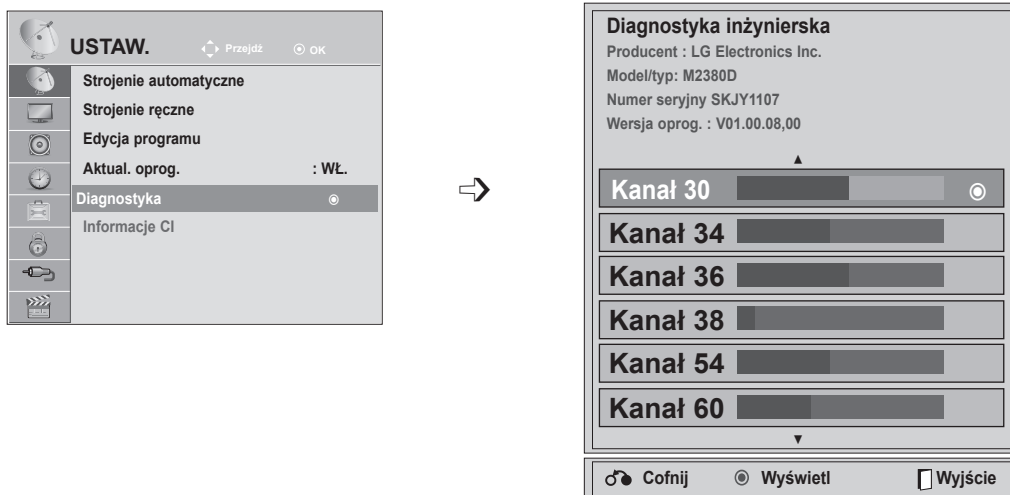 USTAW. Przejdź OK
Strojenie automatyczne
Strojenie ręczne
Edycja programu
Aktual. oprog. : WŁ.
Diagnostyka
Informacje CI
Diagnostyka inżynierska
Producent : LG Electronics Inc.
Model/typ: M2380D
Numer seryjny SKJY1107
Wersja oprog. : V01.00.08,00
Kanał 30
Kanał 34
Kanał 36
Kanał 38
Kanał 54
Kanał 60
Cofnij Wyświetl Wyjście